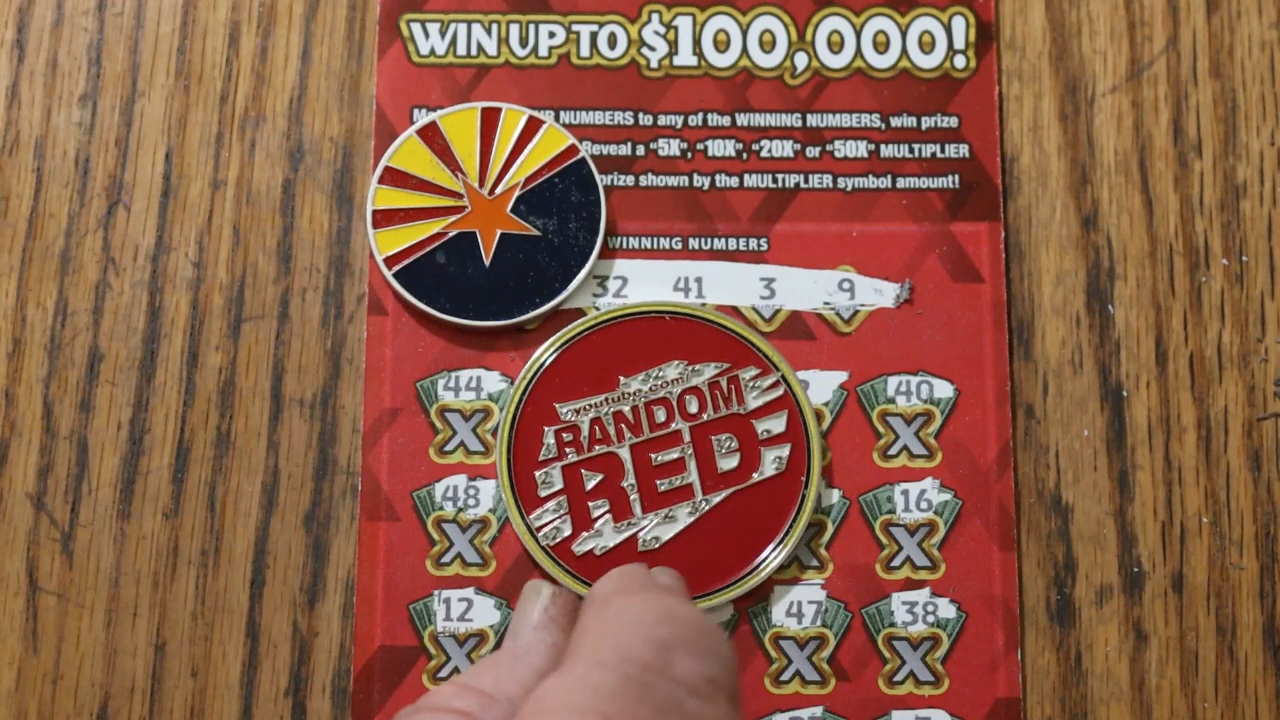 WIN UP TO $100,000!
NUMBERS to any of the WINNING NUMBERS, win prize
Reveal a “5X”, “10X”, “20X” or “50X” MULTIPLIER
prize shown by the MULTIPLIER symbol amount!
WINNING NUMBERS
32 41 3 9
44 40
X X
youtube.com/
RANDOM
RED
48 16
X X X
12 47 38
X X X